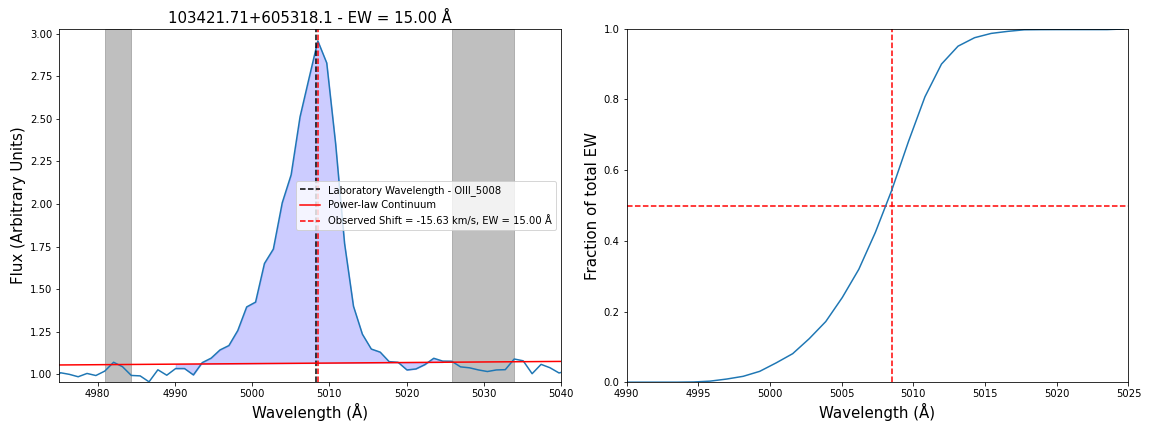 103421.71+605318.1 - EW = 15.00 Å
Flux (Arbitrary Units)
3.00
2.75
2.50
2.25
2.00
1.75
1.50
1.25
1.00
Laboratory Wavelength - OIII_5008
Power-law Continuum
Observed Shift = -15.63 km/s, EW = 15.00 Å
4980 4990 5000 5010 5020 5030 5040
Wavelength (Å)
Fraction of total EW
1.0
0.8
0.6
0.4
0.2
0.0
4990 4995 5000 5005 5010 5015 5020 5025
Wavelength (Å)